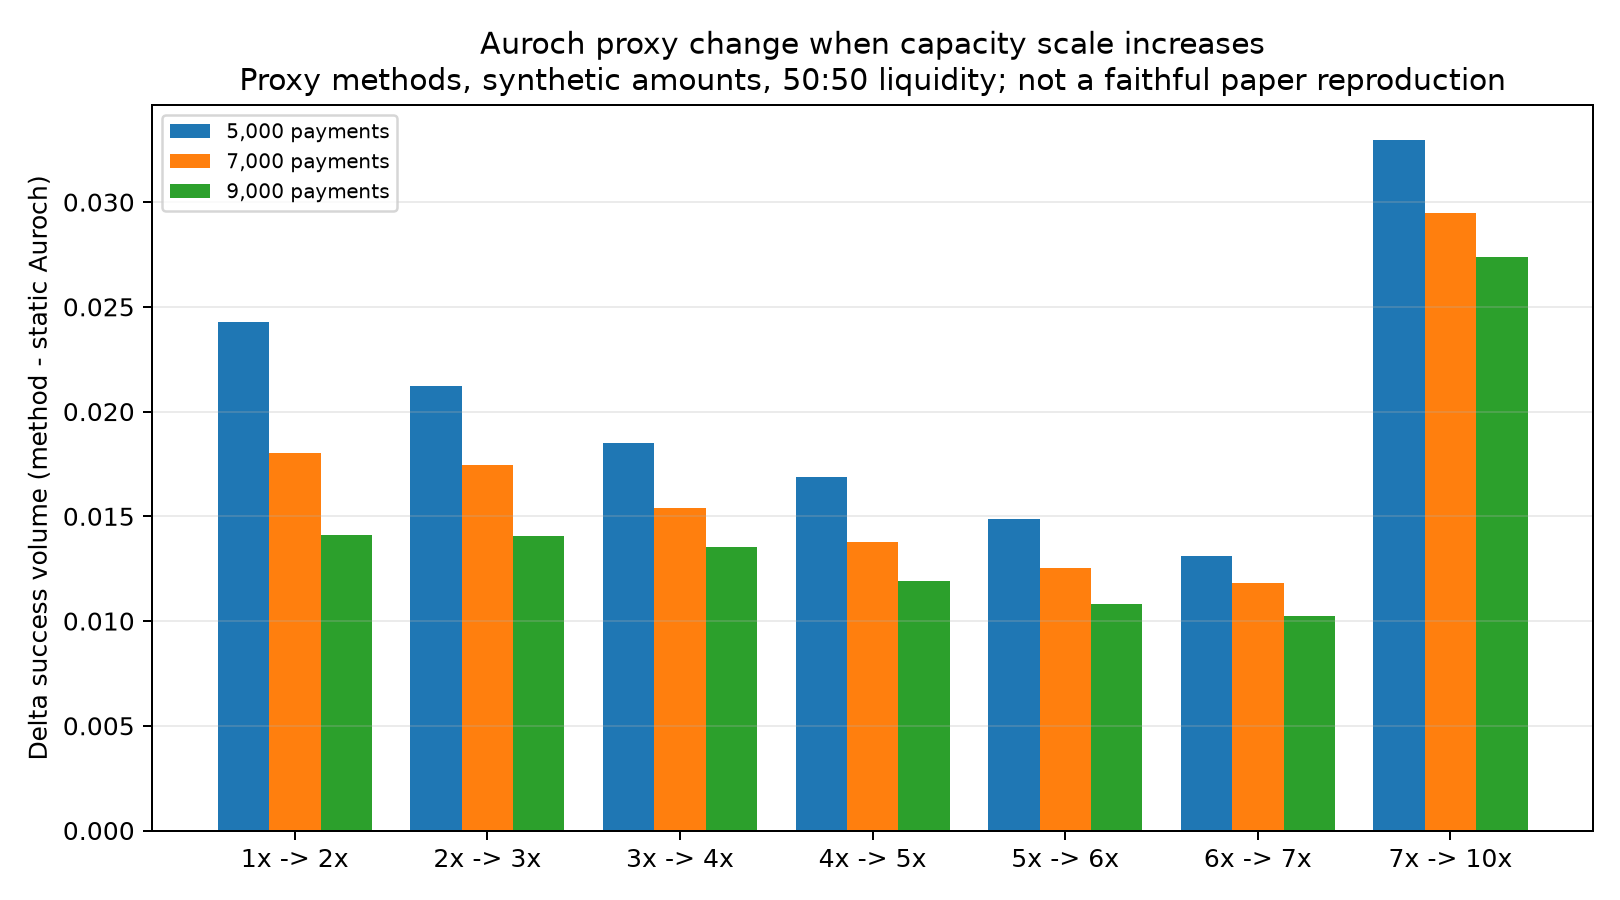 Auroch proxy change when capacity scale increases
Proxy methods, synthetic amounts, 50:50 liquidity; not a faithful paper reproduction
5,000 payments
7,000 payments
9,000 payments
Delta success volume (method - static Auroch)
0.030
0.025
0.020
0.015
0.010
0.005
0.000
1x -> 2x
2x -> 3x
3x -> 4x
4x -> 5x
5x -> 6x
6x -> 7x
7x -> 10x